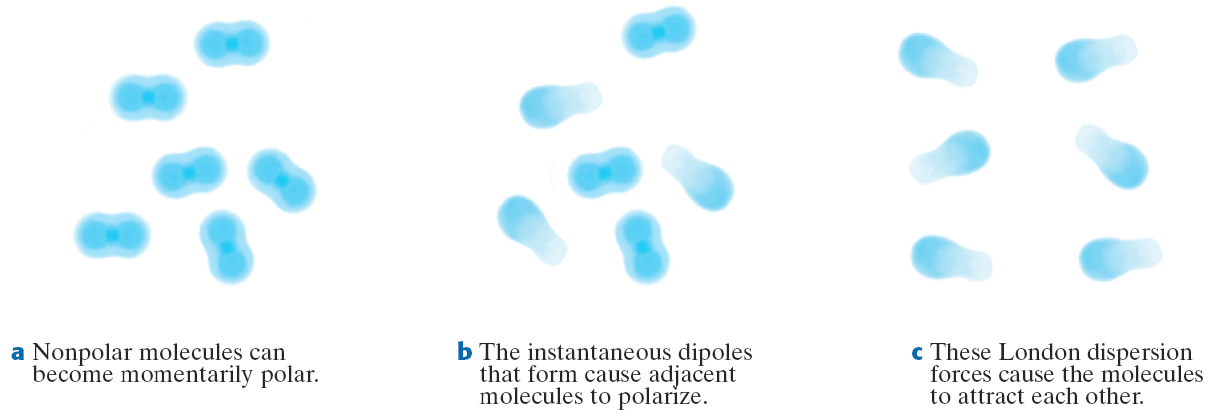 a Nonpolar molecules can
become momentarily polar.
b The instantaneous dipoles
that form cause adjacent
molecules to polarize.
c These London dispersion
forces cause the molecules
to attract each other.